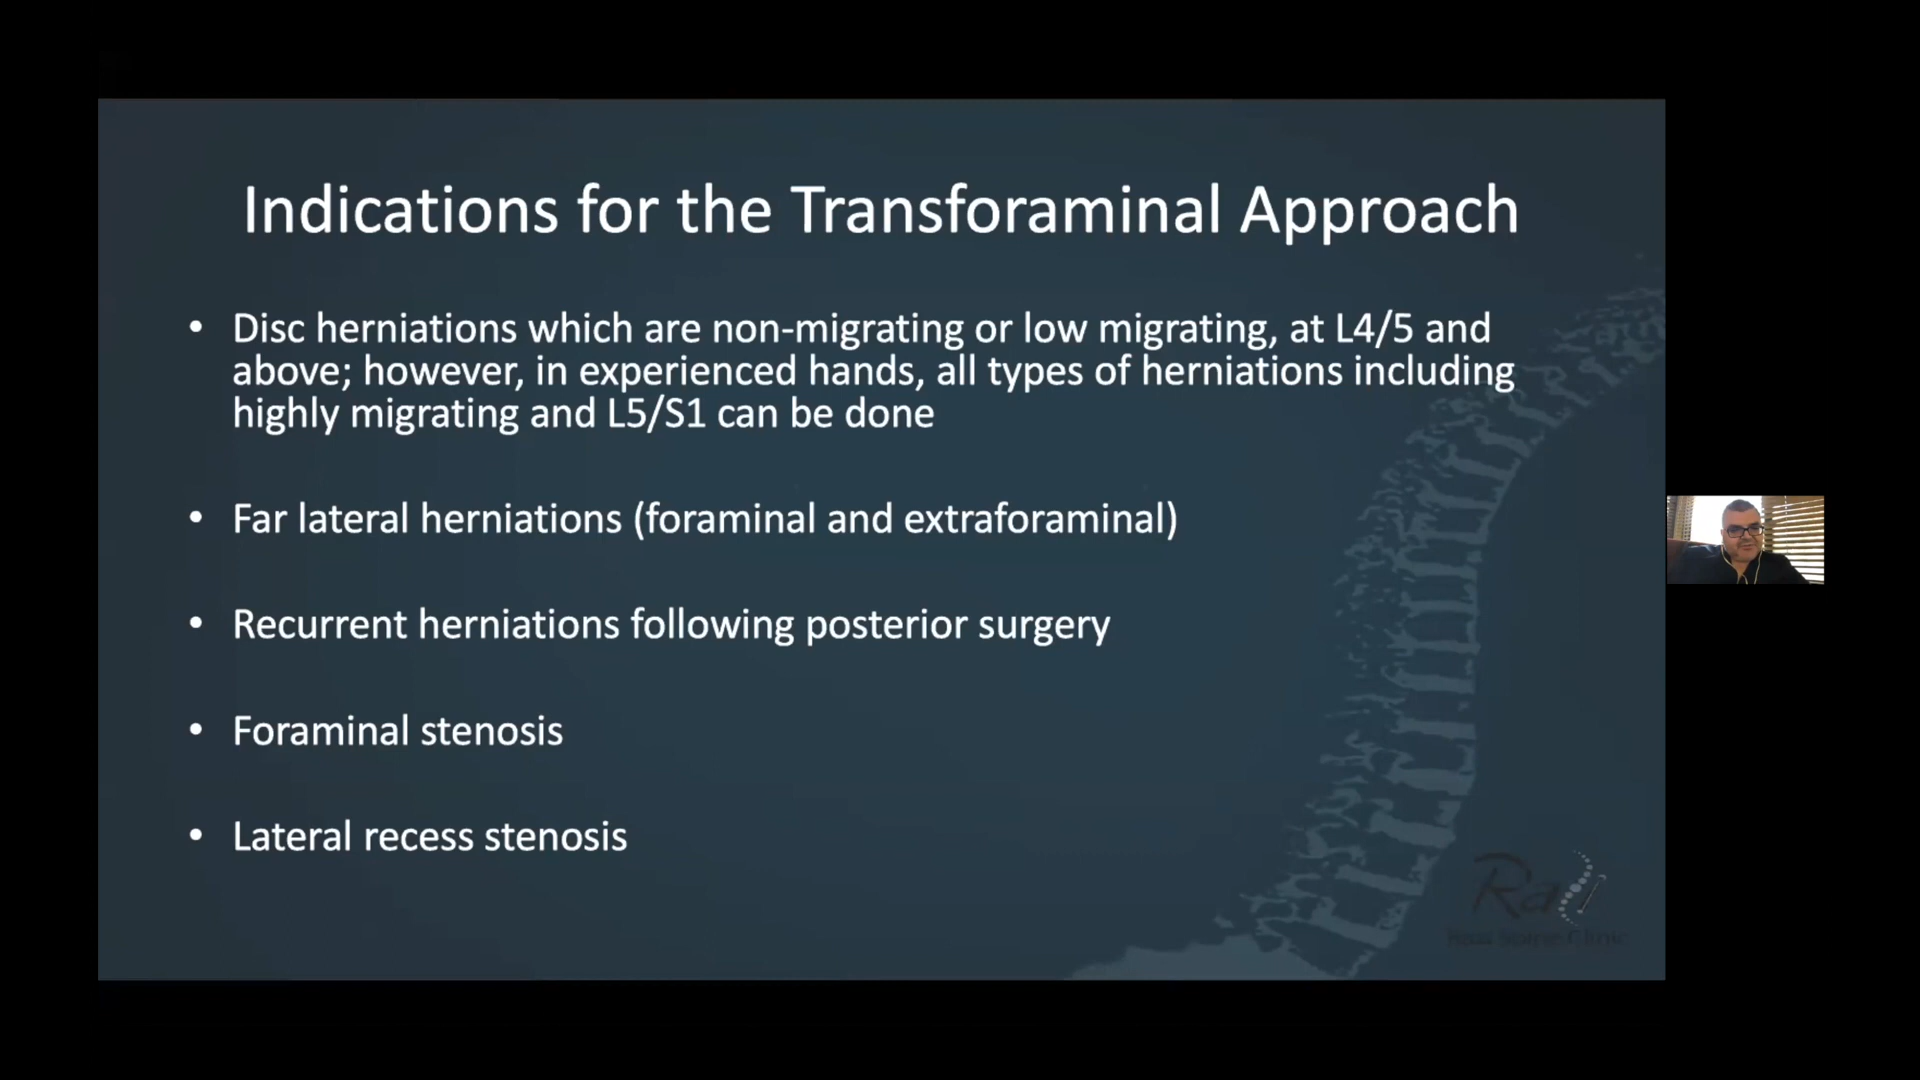 Indications for the Transforaminal Approach
• Disc herniations which are non-migrating or low migrating, at L4/5 and
above; however, in experienced hands, all types of herniations including
highly migrating and L5/S1 can be done
• Far lateral herniations (foraminal and extraforaminal)
• Recurrent herniations following posterior surgery
• Foraminal stenosis
• Lateral recess stenosis
Spine Clinic